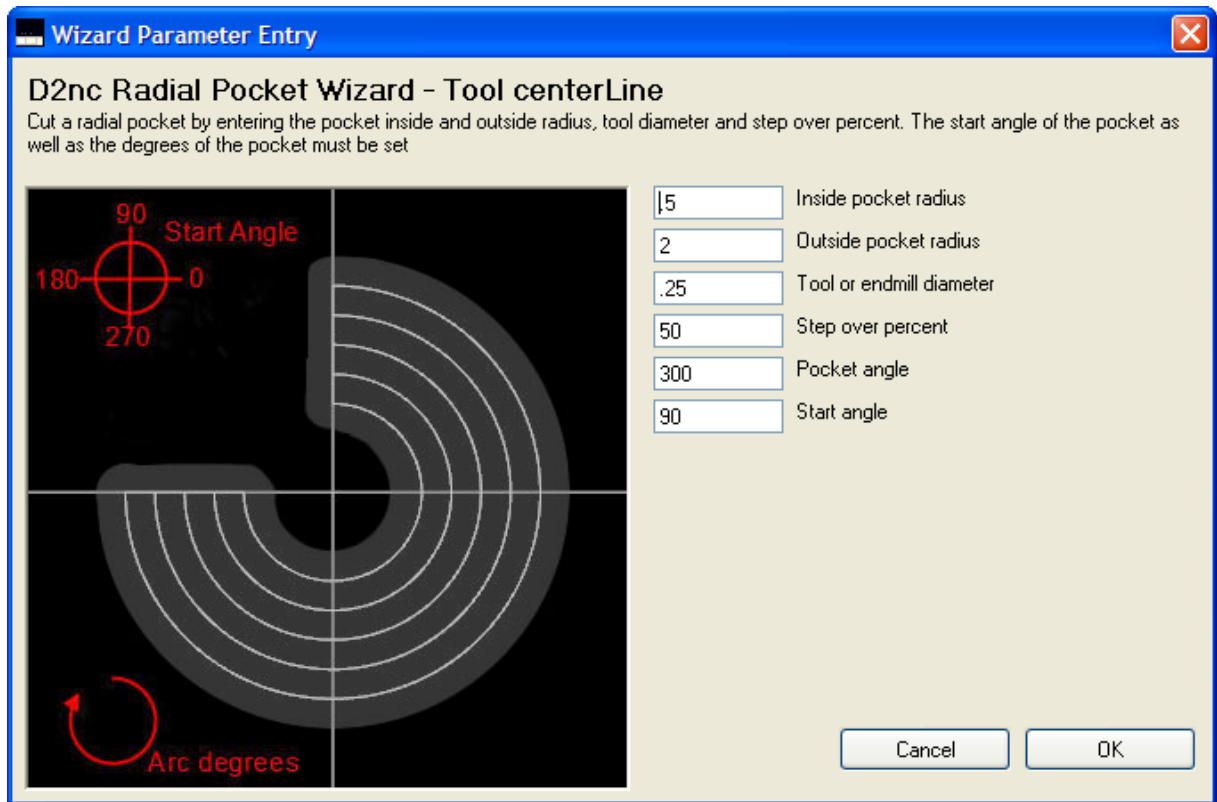 Wizard Parameter Entry
D2nc Radial Pocket Wizard - Tool centerLine
Cut a radial pocket by entering the pocket inside and outside radius, tool diameter and step over percent. The start angle of the pocket as
well as the degrees of the pocket must be set
90
Start Angle
180
0
270
Arc degrees
.5 Inside pocket radius
2 Outside pocket radius
.25 Tool or endmill diameter
50 Step over percent
300 Pocket angle
90 Start angle
Cancel OK